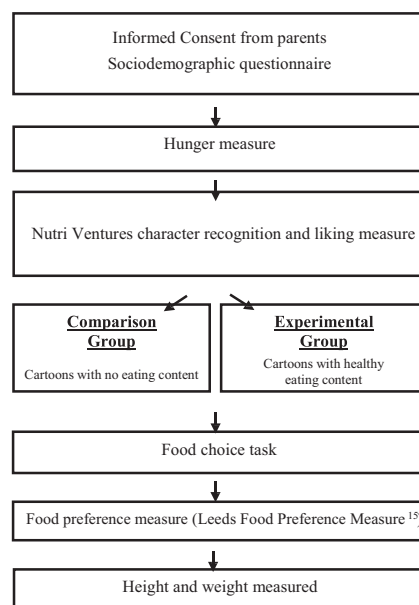 Informed Consent from parents
Sociodemographic questionnaire
Hunger measure
Nutri Ventures character recognition and liking measure
Comparison
Group
Cartoons with no eating content
Experimental
Group
Cartoons with healthy
eating content
Food choice task
Food preference measure (Leeds Food Preference Measure 15)
Height and weight measured